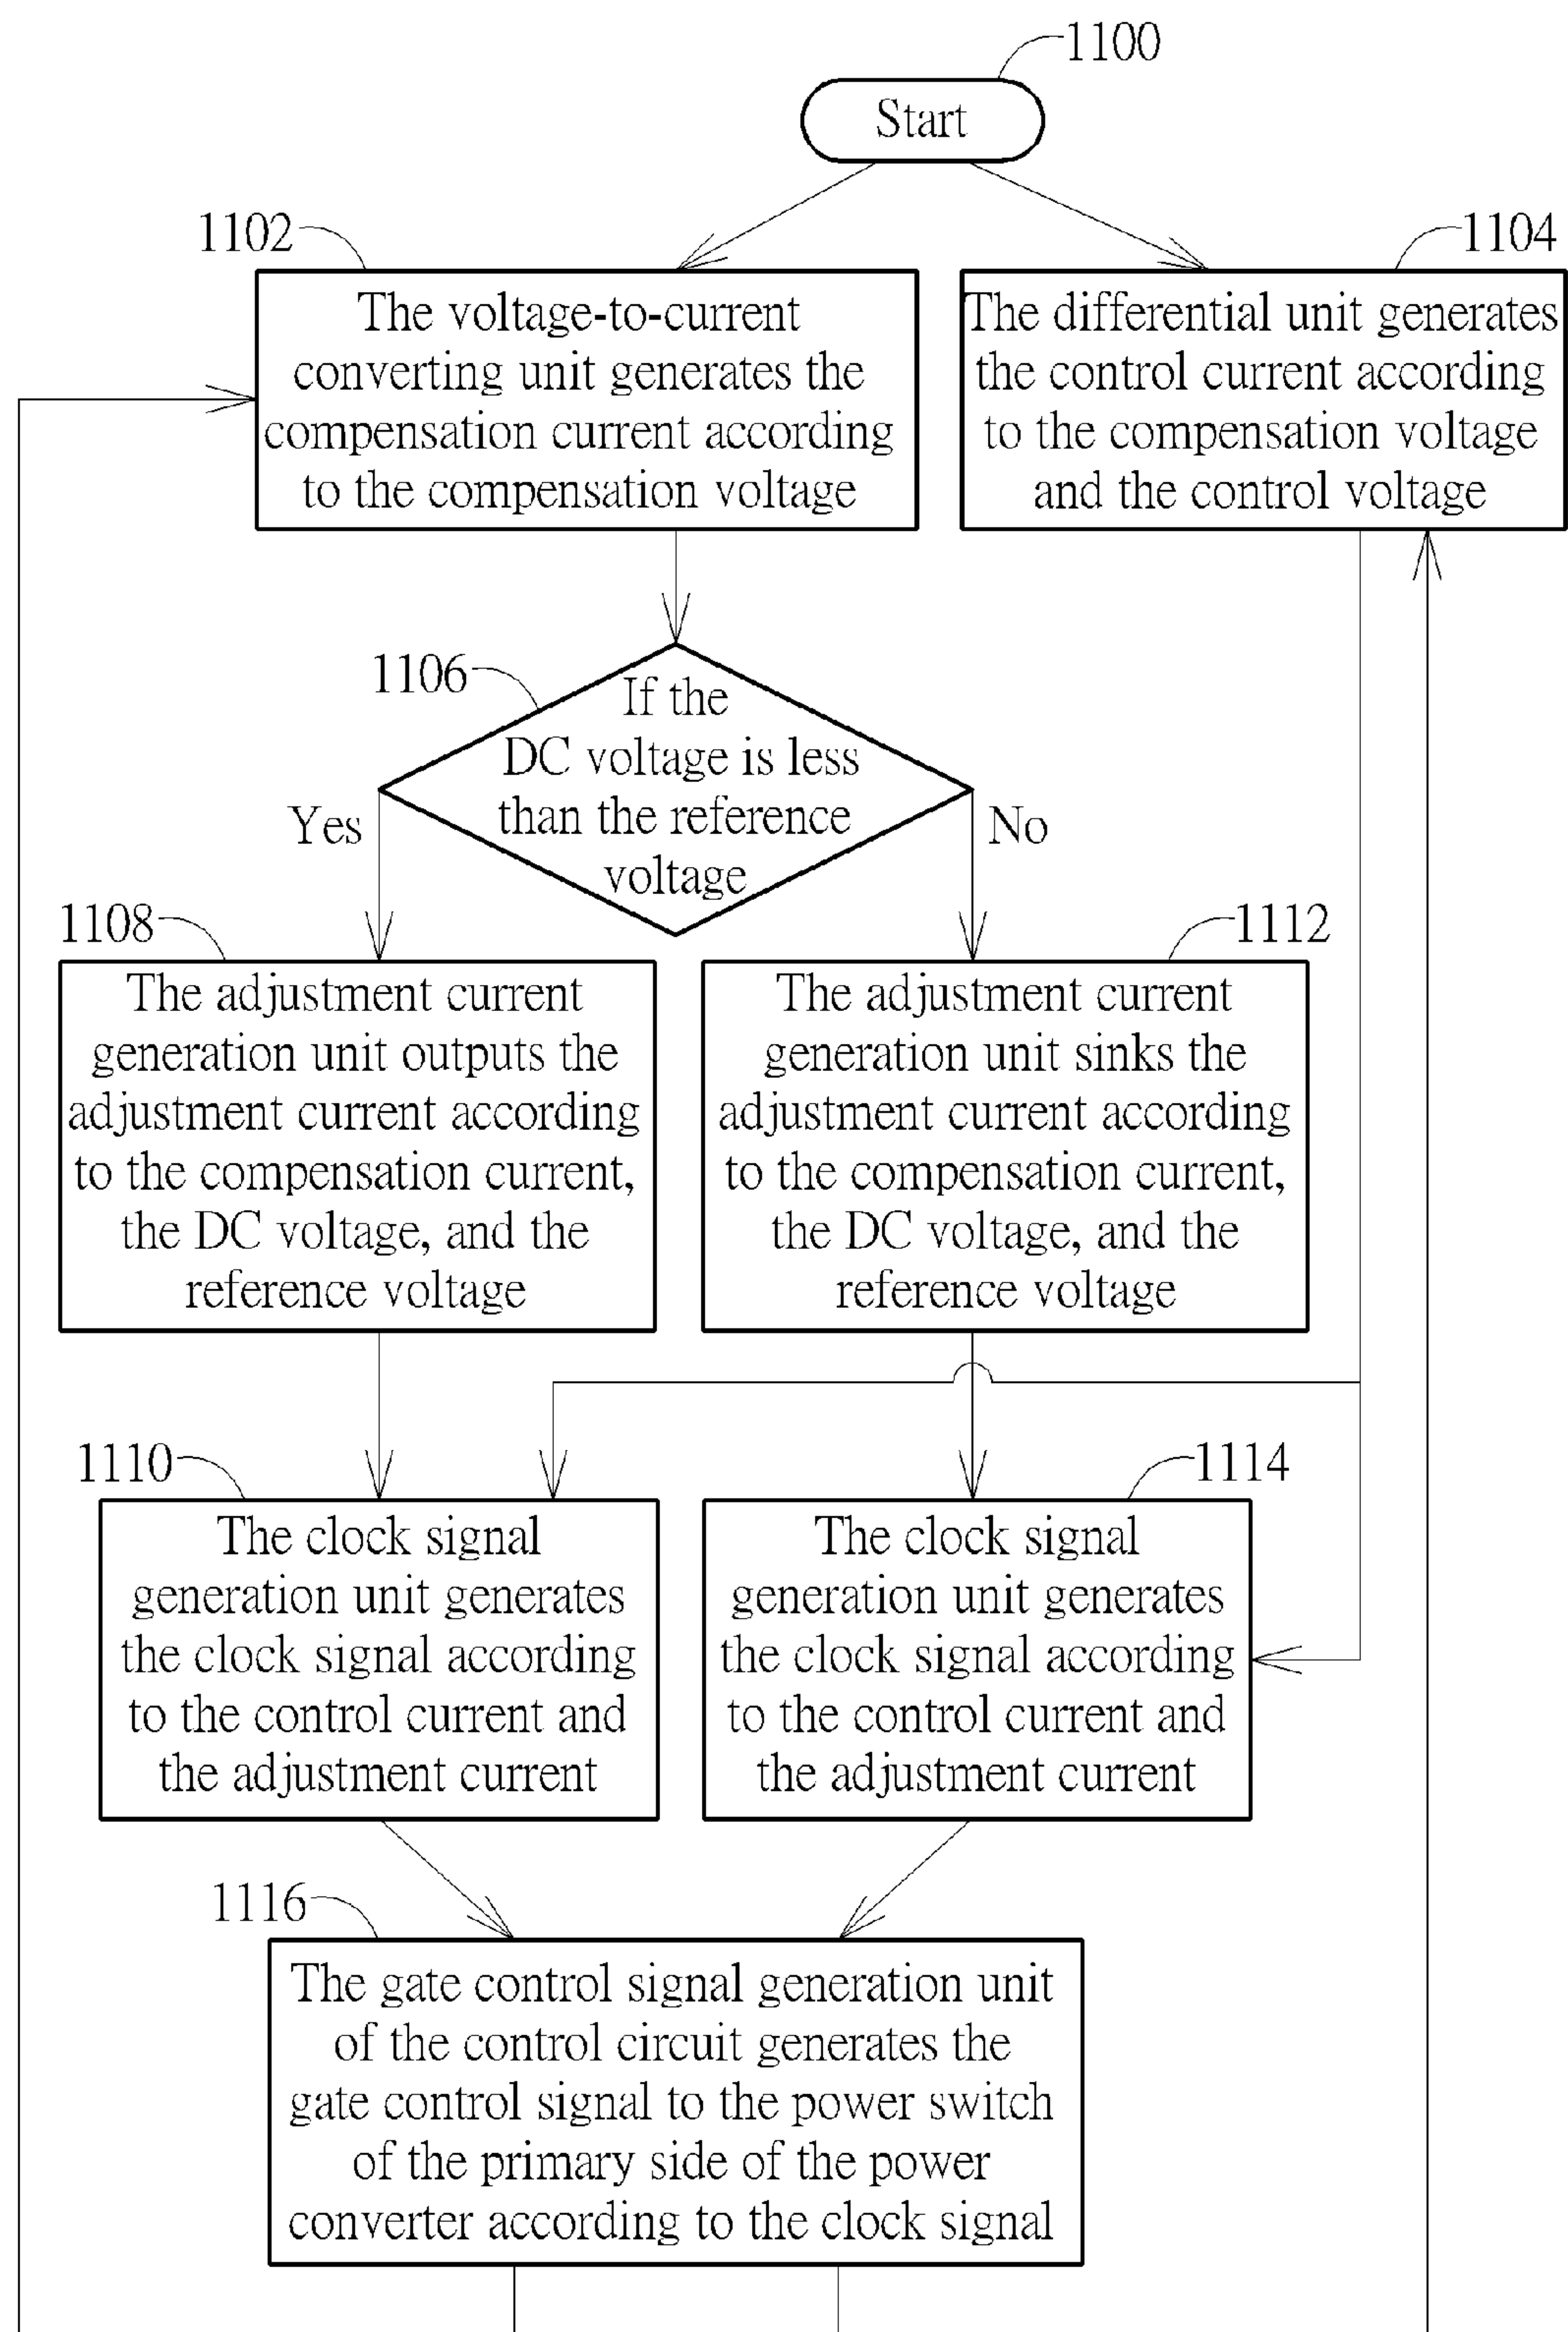 1100
Start
1102
The voltage-to-current
converting unit generates the
compensation current according
to the compensation voltage
1104
The differential unit generates
the control current according
to the compensation voltage
and the control voltage
1106
If the
DC voltage is less
than the reference
voltage
Yes
No
1108
The adjustment current
generation unit outputs the
adjustment current according
to the compensation current,
the DC voltage, and the
reference voltage
1112
The adjustment current
generation unit sinks the
adjustment current according
to the compensation current,
the DC voltage, and the
reference voltage
1110
The clock signal
generation unit generates
the clock signal according
to the control current and
the adjustment current
1114
The clock signal
generation unit generates
the clock signal according
to the control current and
the adjustment current
1116
The gate control signal generation unit
of the control circuit generates the
gate control signal to the power switch
of the primary side of the power
converter according to the clock signal